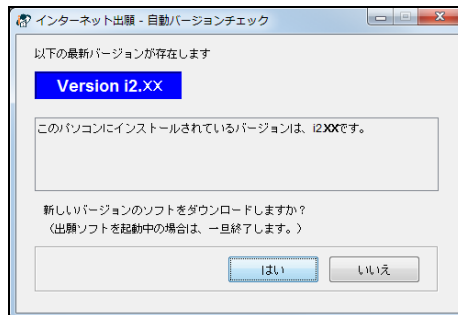 インターネット出願 - 自動バージョンチェック
以下の最新バージョンが存在します
Version i2.XX
このパソコンにインストールされているバージョンは、i2XXです。
新しいバージョンのソフトをダウンロードしますか？
（出願ソフトを起動中の場合は、一旦終了します。）
はい
いいえ